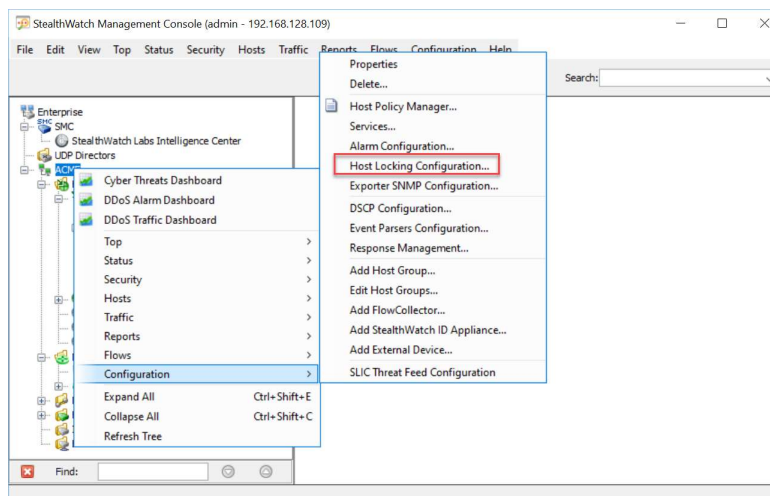 StealthWatch Management Console (admin - 192.168.128.109)
File Edit View Top Status Security Hosts Traffic Reports Flows Configuration Help
Search:
Enterprise
SMC
StealthWatch Labs Intelligence Center
UDP Directors
ACME
Cyber Threats Dashboard
DDoS Alarm Dashboard
DDoS Traffic Dashboard
Top
Status
Security
Hosts
Traffic
Reports
Flows
Configuration
Expand All Ctrl+Shift+E
Collapse All Ctrl+Shift+C
Refresh Tree
Properties
Delete...
Host Policy Manager...
Services...
Alarm Configuration...
Host Locking Configuration...
Exporter SNMP Configuration...
DSCP Configuration...
Event Parsers Configuration...
Response Management...
Add Host Group...
Edit Host Groups...
Add FlowCollector...
Add StealthWatch ID Appliance...
Add External Device...
SLIC Threat Feed Configuration
Find: